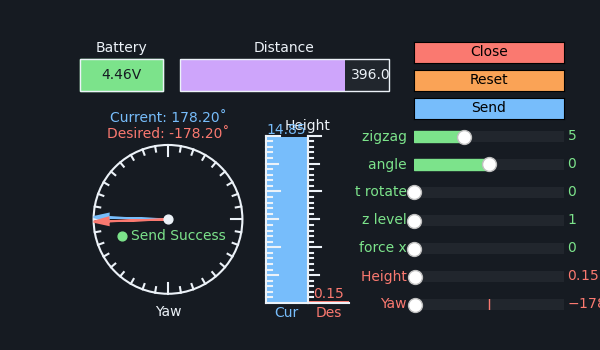 Battery
4.46V
Distance
396.0
Close
Reset
Send
Current: 178.20˚
Desired: -178.20˚
Send Success
Yaw
Height
14.85
0.15
Cur
Des
zigzag 5
angle 0
t rotate 0
z level 1
force x 0
Height 0.15
Yaw −178